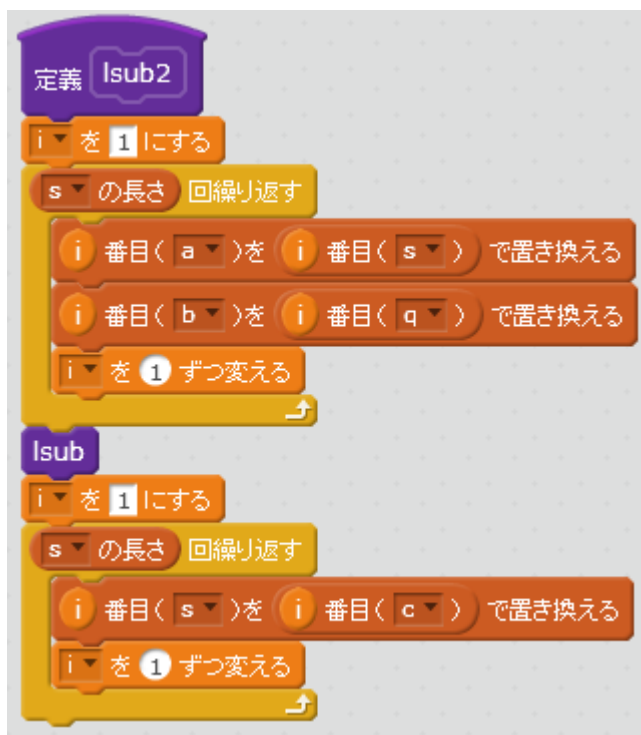 定義 lsub2
i を 1 にする
s の長さ 回繰り返す
i 番目( a )を i 番目( s ) で置き換える
i 番目( b )を i 番目( q ) で置き換える
i を 1 ずつ変える
lsub
i を 1 にする
s の長さ 回繰り返す
i 番目( s )を i 番目( c ) で置き換える
i を 1 ずつ変える